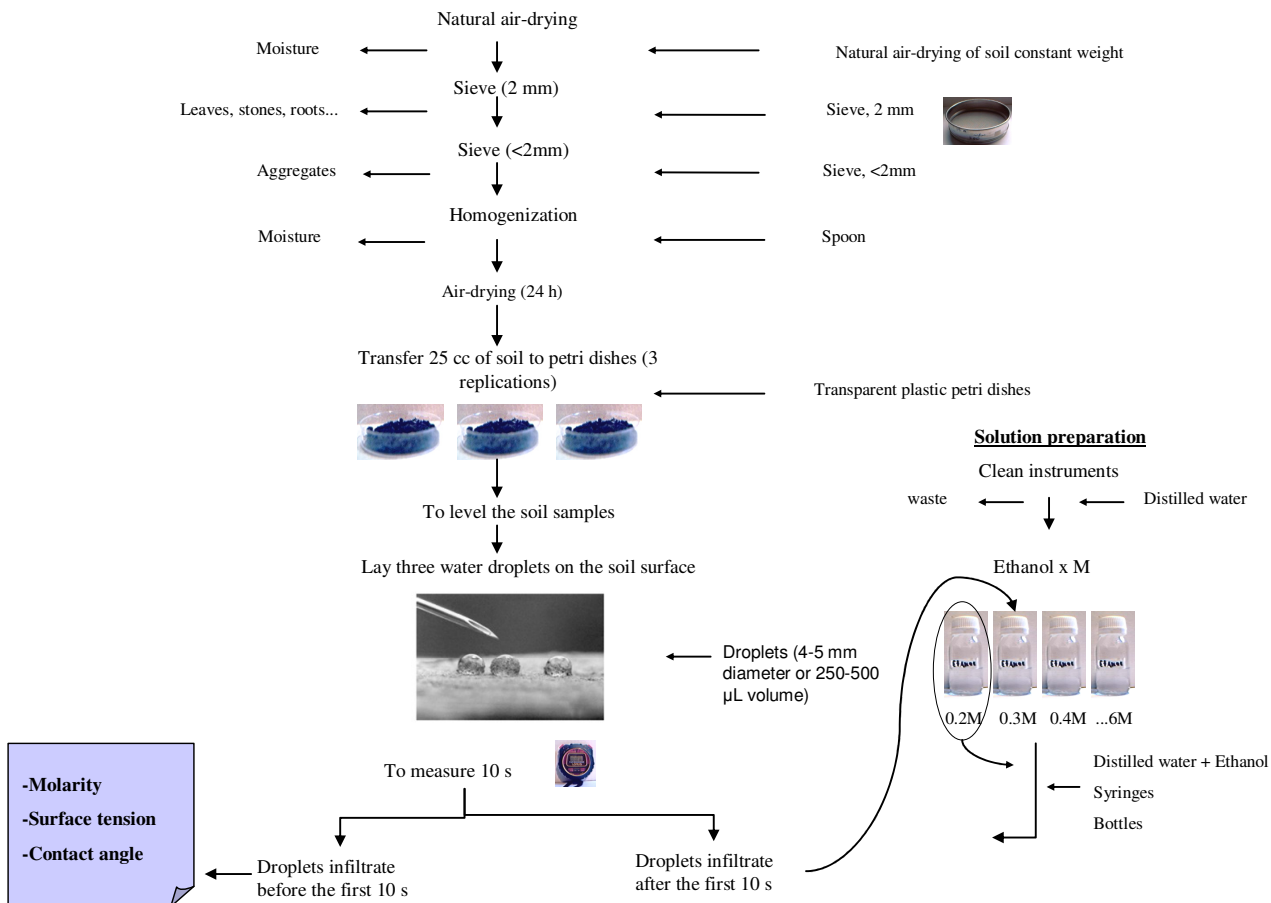 Natural air-drying
Moisture
Natural air-drying of soil constant weight
Sieve (2 mm)
Leaves, stones, roots...
Sieve, 2 mm
Sieve (<2mm)
Aggregates
Sieve, <2mm
Homogenization
Moisture
Spoon
Air-drying (24 h)
Transfer 25 cc of soil to petri dishes (3
replications)
Transparent plastic petri dishes
To level the soil samples
Lay three water droplets on the soil surface
Droplets (4-5 mm
diameter or 250-500
µL volume)
To measure 10 s
Droplets infiltrate
before the first 10 s
Droplets infiltrate
after the first 10 s
-Molarity
-Surface tension
-Contact angle
Solution preparation
Clean instruments
waste
Distilled water
Ethanol x M
0.2M
0.3M
0.4M
...6M
Distilled water + Ethanol
Syringes
Bottles